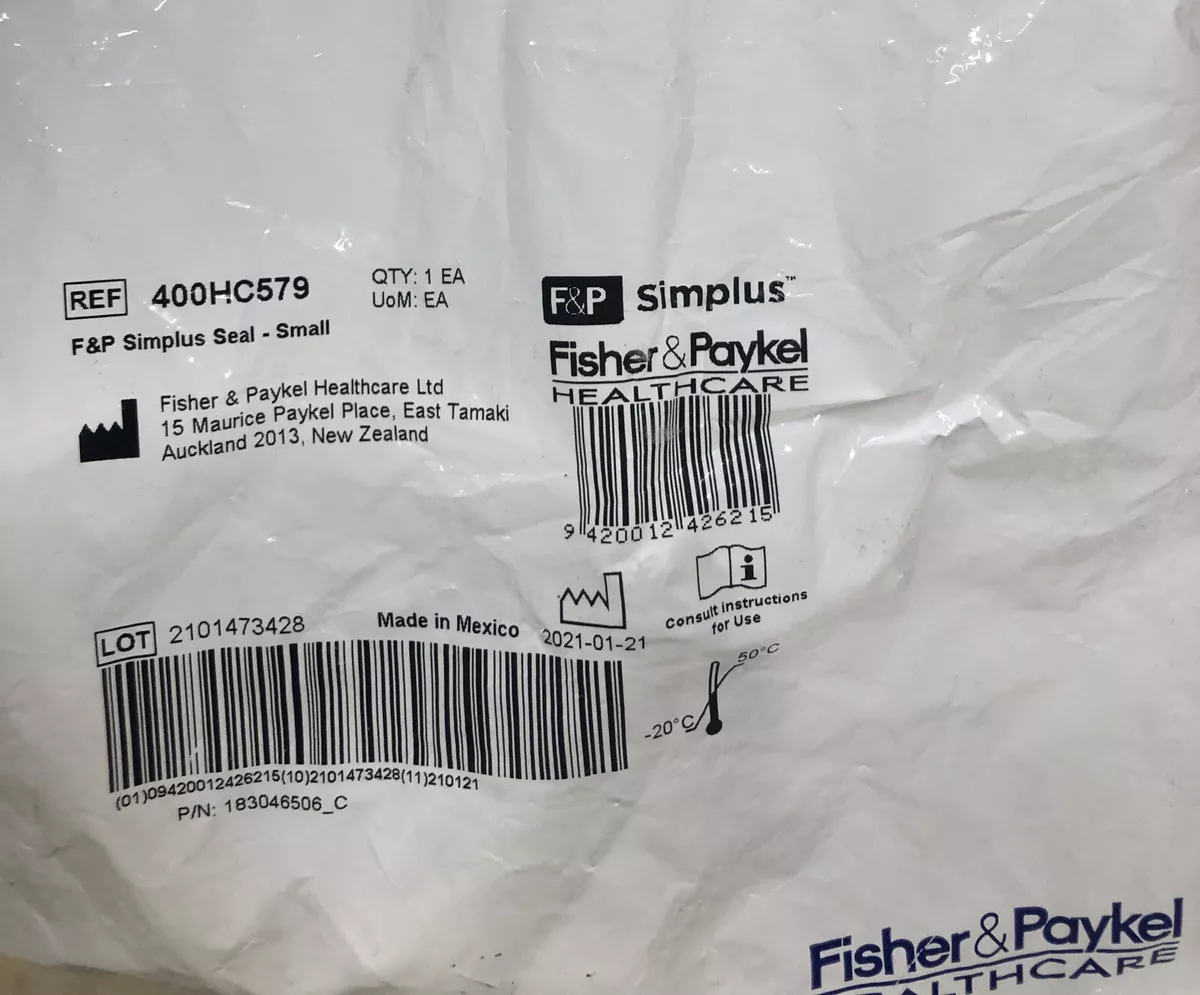 REF 400HC579
QTY: 1 EA
UoM: EA
F&P Simplus Seal - Small
Fisher & Paykel Healthcare Ltd
15 Maurice Paykel Place, East Tamaki
Auckland 2013, New Zealand
F&P Simplus™
Fisher & Paykel
HEALTHCARE
9 420012 426215
Consult instructions
for Use
LOT 2101473428
Made in Mexico
2021-01-21
50°C
-20°C
(01)09420012426215(10)2101473428(11)210121
P/N: 183046506_C
Fisher & Paykel
HEALTHCARE